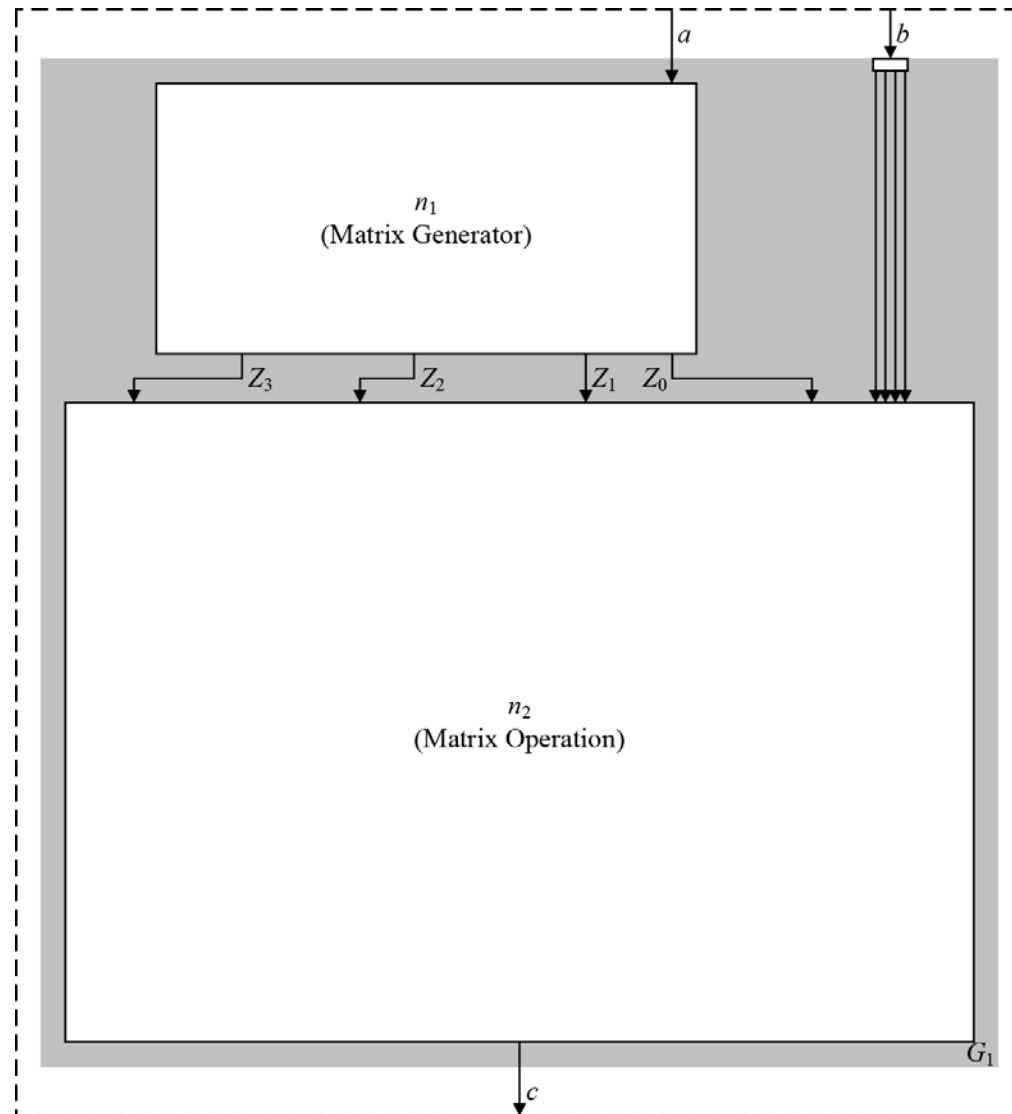 a
b
n1
(Matrix Generator)
Z3
Z2
Z1
Z0
n2
(Matrix Operation)
G1
c